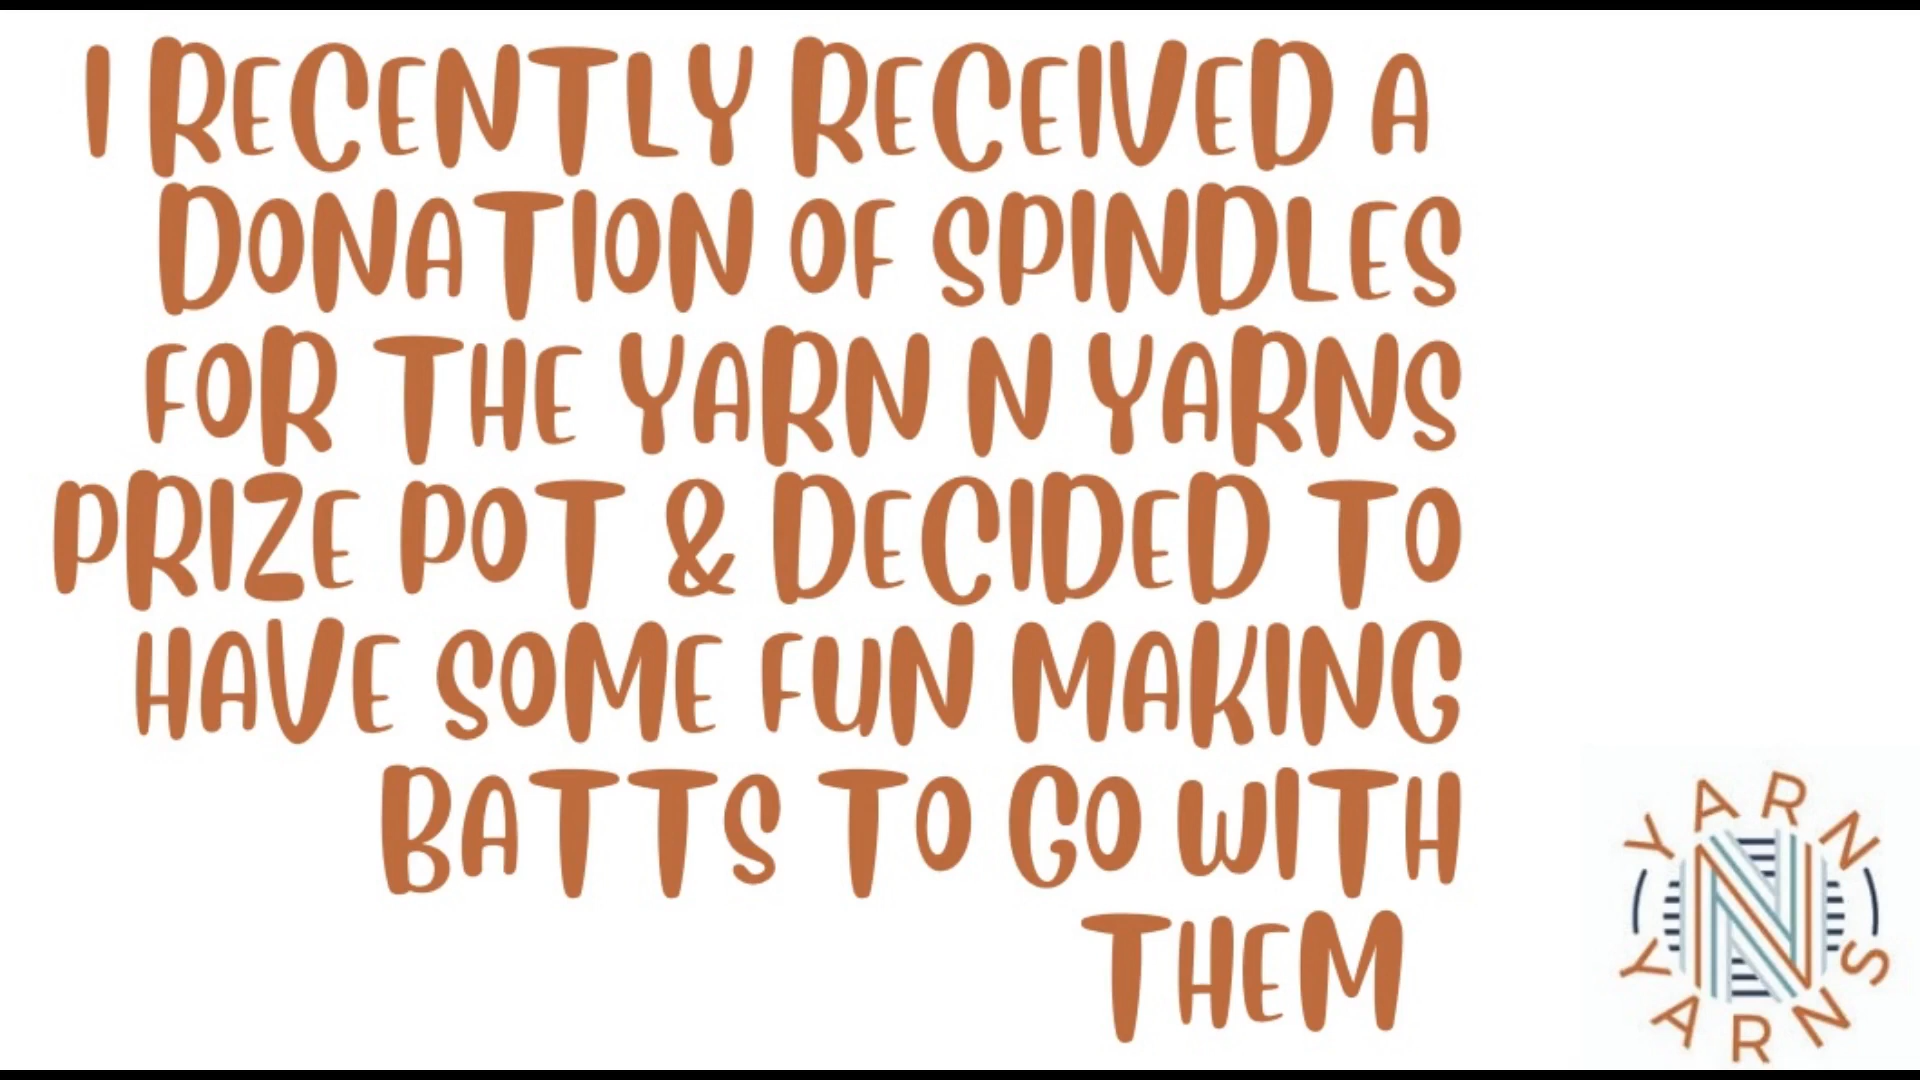 I RECENTLY RECEIVED A
DONATION OF SPINDLES
FOR THE YARN N YARNS
PRIZE POT & DECIDED TO
HAVE SOME FUN MAKING
BATTS TO GO WITH
THEM
YARN
N
YARNS